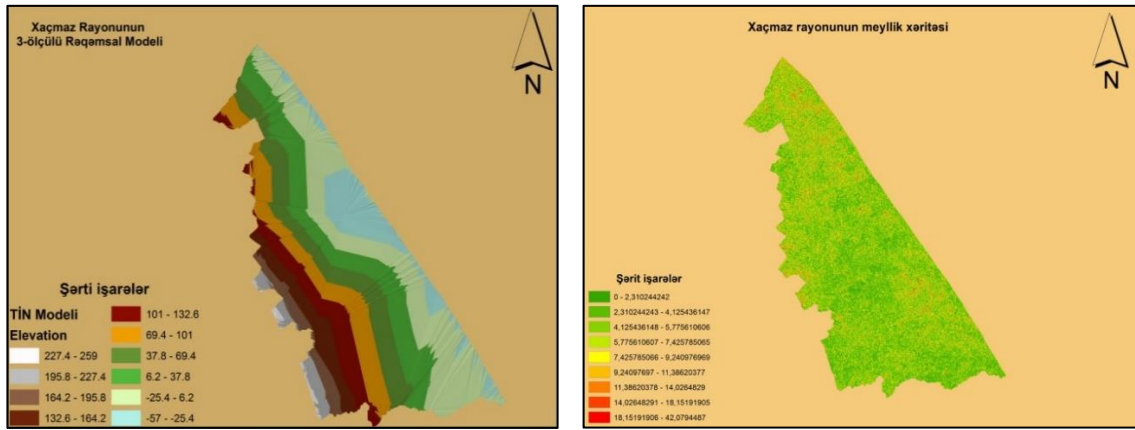 Xaçmaz Rayonunun
3-ölçülü Rəqəmsal Modeli
N
Şərti işarələr
TİN Modeli
Elevation
227.4 - 259
195.8 - 227.4
164.2 - 195.8
132.6 - 164.2
101 - 132.6
69.4 - 101
37.8 - 69.4
6.2 - 37.8
-25.4 - 6.2
-57 - -25.4
Xaçmaz rayonunun meyllik xəritəsi
N
Şərit işarələr
0 - 2,310244242
2,310244243 - 4,125436147
4,125436148 - 5,775610606
5,775610607 - 7,425785065
7,425785066 - 9,240976969
9,24097697 - 11,38620377
11,38620378 - 14,0264829
14,02648291 - 18,15191905
18,15191906 - 42,0794487